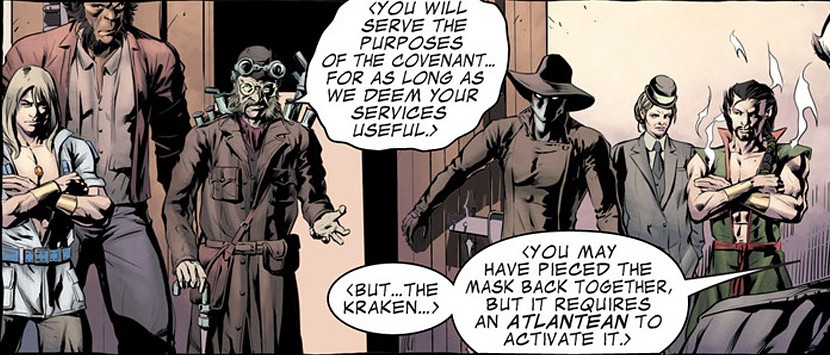 <YOU WILL
SERVE THE
PURPOSES
OF THE COVENANT...
FOR AS LONG AS
WE DEEM YOUR
SERVICES
USEFUL.>
<BUT...THE
KRAKEN...>
<YOU MAY
HAVE PIECED THE
MASK BACK TOGETHER,
BUT IT REQUIRES
AN ATLANTEAN TO
ACTIVATE IT.>